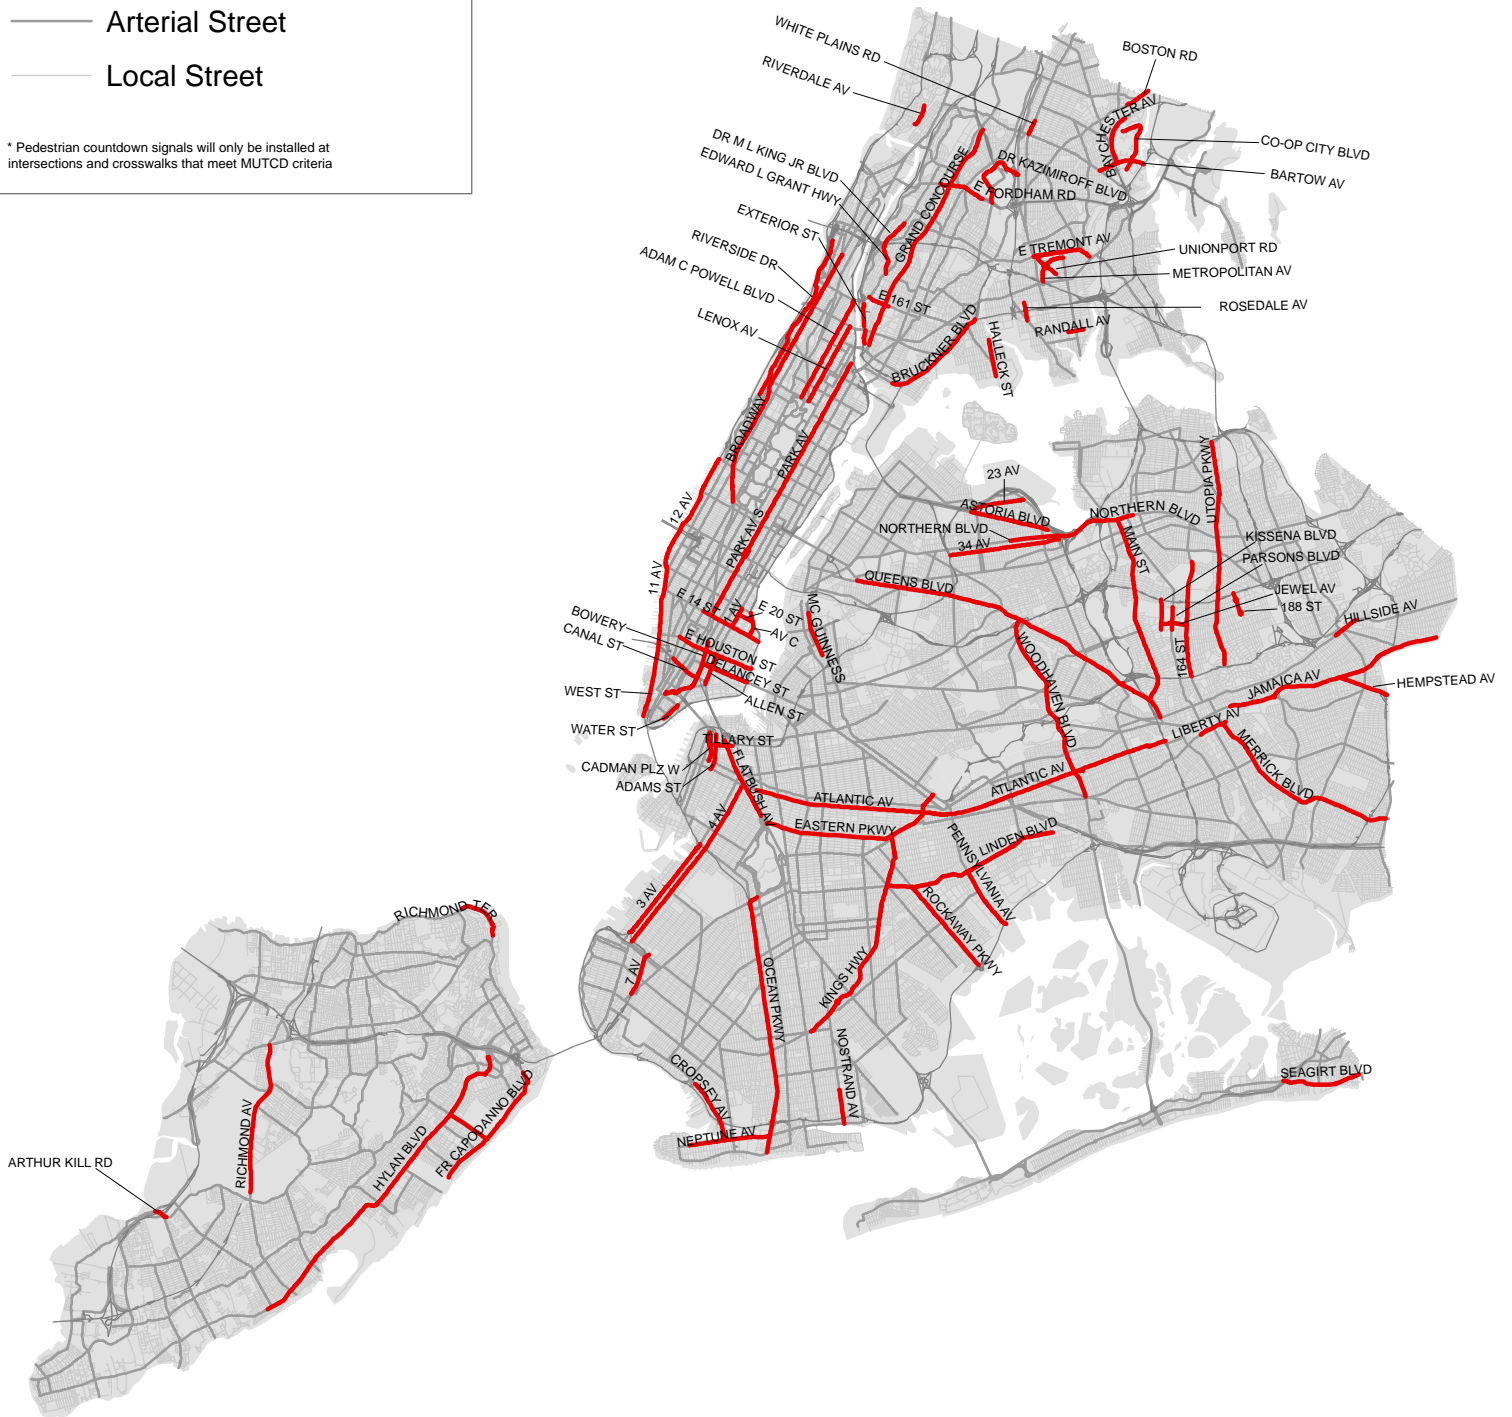 Arterial Street
Local Street
* Pedestrian countdown signals will only be installed at
intersections and crosswalks that meet MUTCD criteria
WHITE PLAINS RD
BOSTON RD
RIVERDALE AV
BAYCHESTER AV
CO-OP CITY BLVD
DR M L KING JR BLVD
EDWARD L GRANT HWY
DR KAZIMIROFF BLVD
BARTOW AV
E FORDHAM RD
GRAND CONCOURSE
EXTERIOR ST
RIVERSIDE DR
ADAM C POWELL BLVD
E TREMONT AV
UNIONPORT RD
METROPOLITAN AV
E 161 ST
ROSEDALE AV
LENOX AV
RANDALL AV
BRUCKNER BLVD
HALLECK ST
BROADWAY
PARK AV
UTOPIA PKWY
12 AV
23 AV
ASTORIA BLVD
NORTHERN BLVD
NORTHERN BLVD
34 AV
MAIN ST
KISSENA BLVD
PARSONS BLVD
PARK AV S
11 AV
QUEENS BLVD
JEWEL AV
188 ST
HILLSIDE AV
E 14 ST
1 AV
E 20 ST
AV C
MC GUINNESS
BOWERY
CANAL ST
E HOUSTON ST
DELANCEY ST
ALLEN ST
WOODHAVEN BLVD
164 ST
WEST ST
JAMAICA AV
HEMPSTEAD AV
WATER ST
LIBERTY AV
MERRICK BLVD
TILLARY ST
CADMAN PLZ W
ADAMS ST
FLATBUSH AV
ATLANTIC AV
ATLANTIC AV
4 AV
EASTERN PKWY
PENNSYLVANIA AV
LINDEN BLVD
3 AV
ROCKAWAY PKWY
RICHMOND TER
7 AV
OCEAN PKWY
KINGS HWY
NOSTRAND AV
CROPSEY AV
NEPTUNE AV
SEAGIRT BLVD
RICHMOND AV
HYLAN BLVD
FR CAPODANNO BLVD
ARTHUR KILL RD